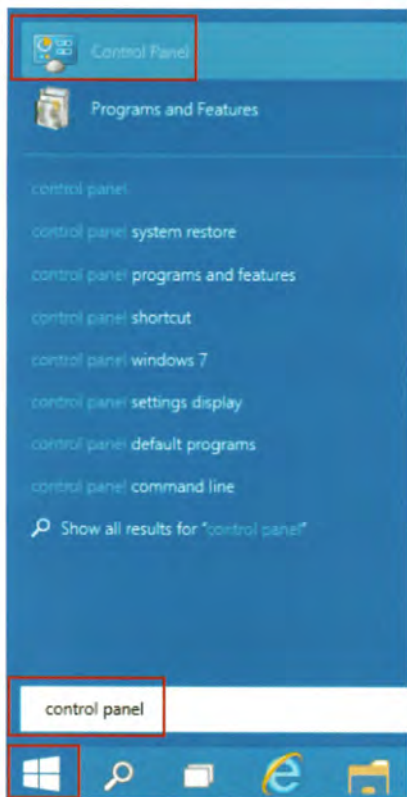 Control Panel
Programs and Features
control panel
control panel system restore
control panel programs and features
control panel shortcut
control panel windows 7
control panel settings display
control panel default programs
control panel command line
Show all results for "control panel"
control panel